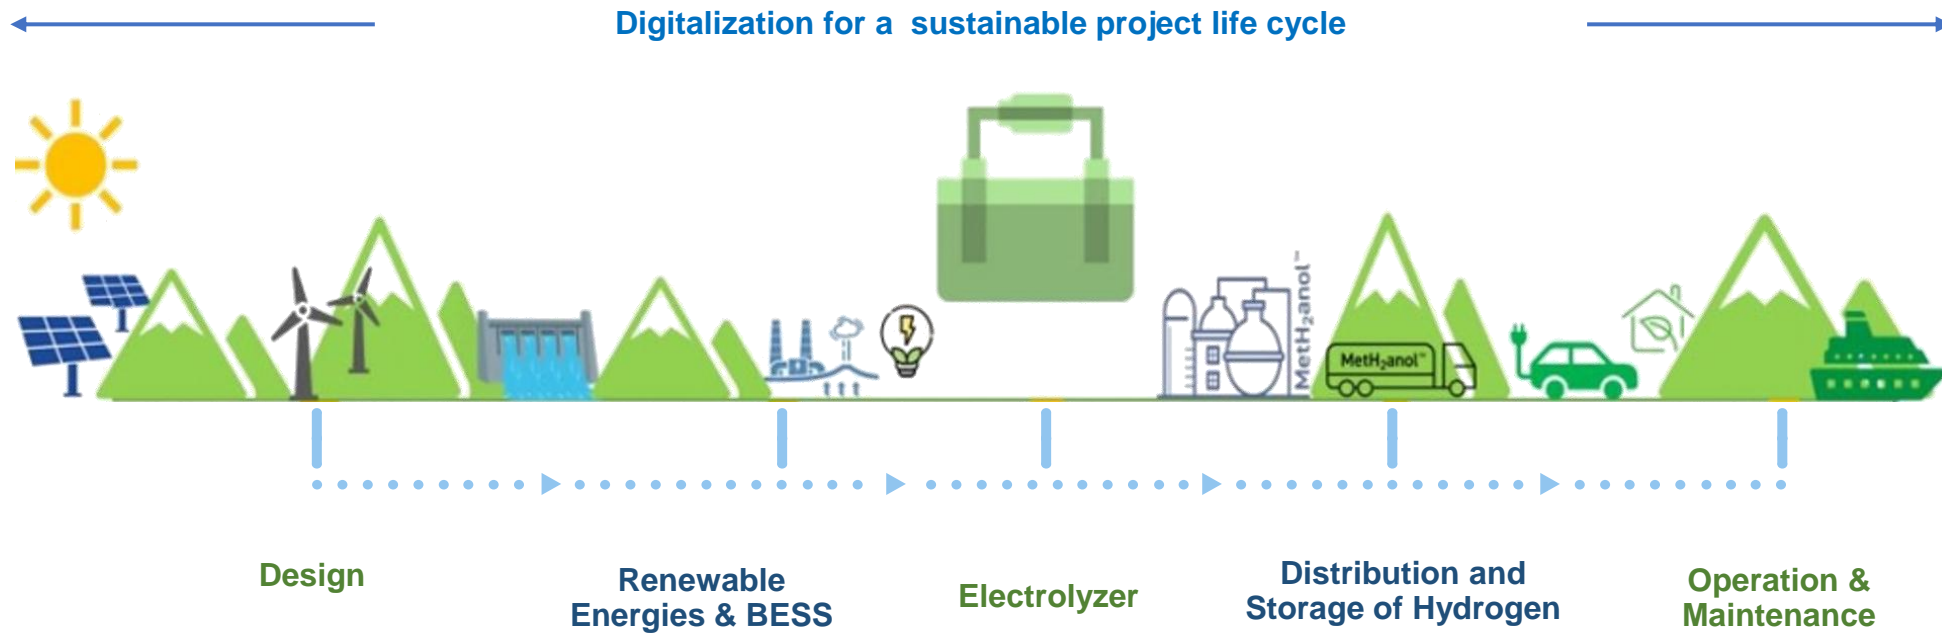 Digitalization for a  sustainable project life cycle
MetH₂anol™
MetH₂anol™
Design
Renewable
Energies & BESS
Electrolyzer
Distribution and
Storage of Hydrogen
Operation &
Maintenance